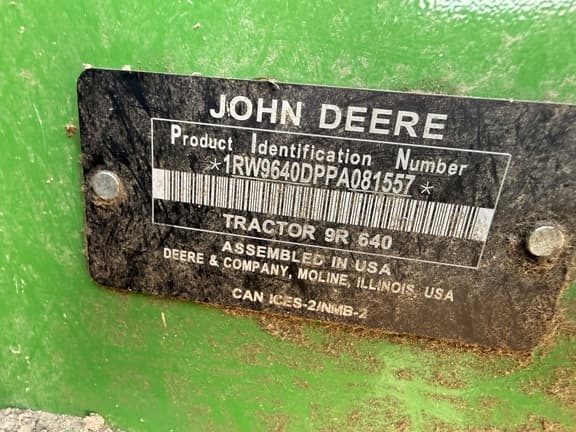 JOHN DEERE
Product Identification Number
*1RW9640DPPA081557*
TRACTOR 9R 640
ASSEMBLED IN USA
DEERE & COMPANY, MOLINE, ILLINOIS, USA
CAN ICES-2/NMB-2